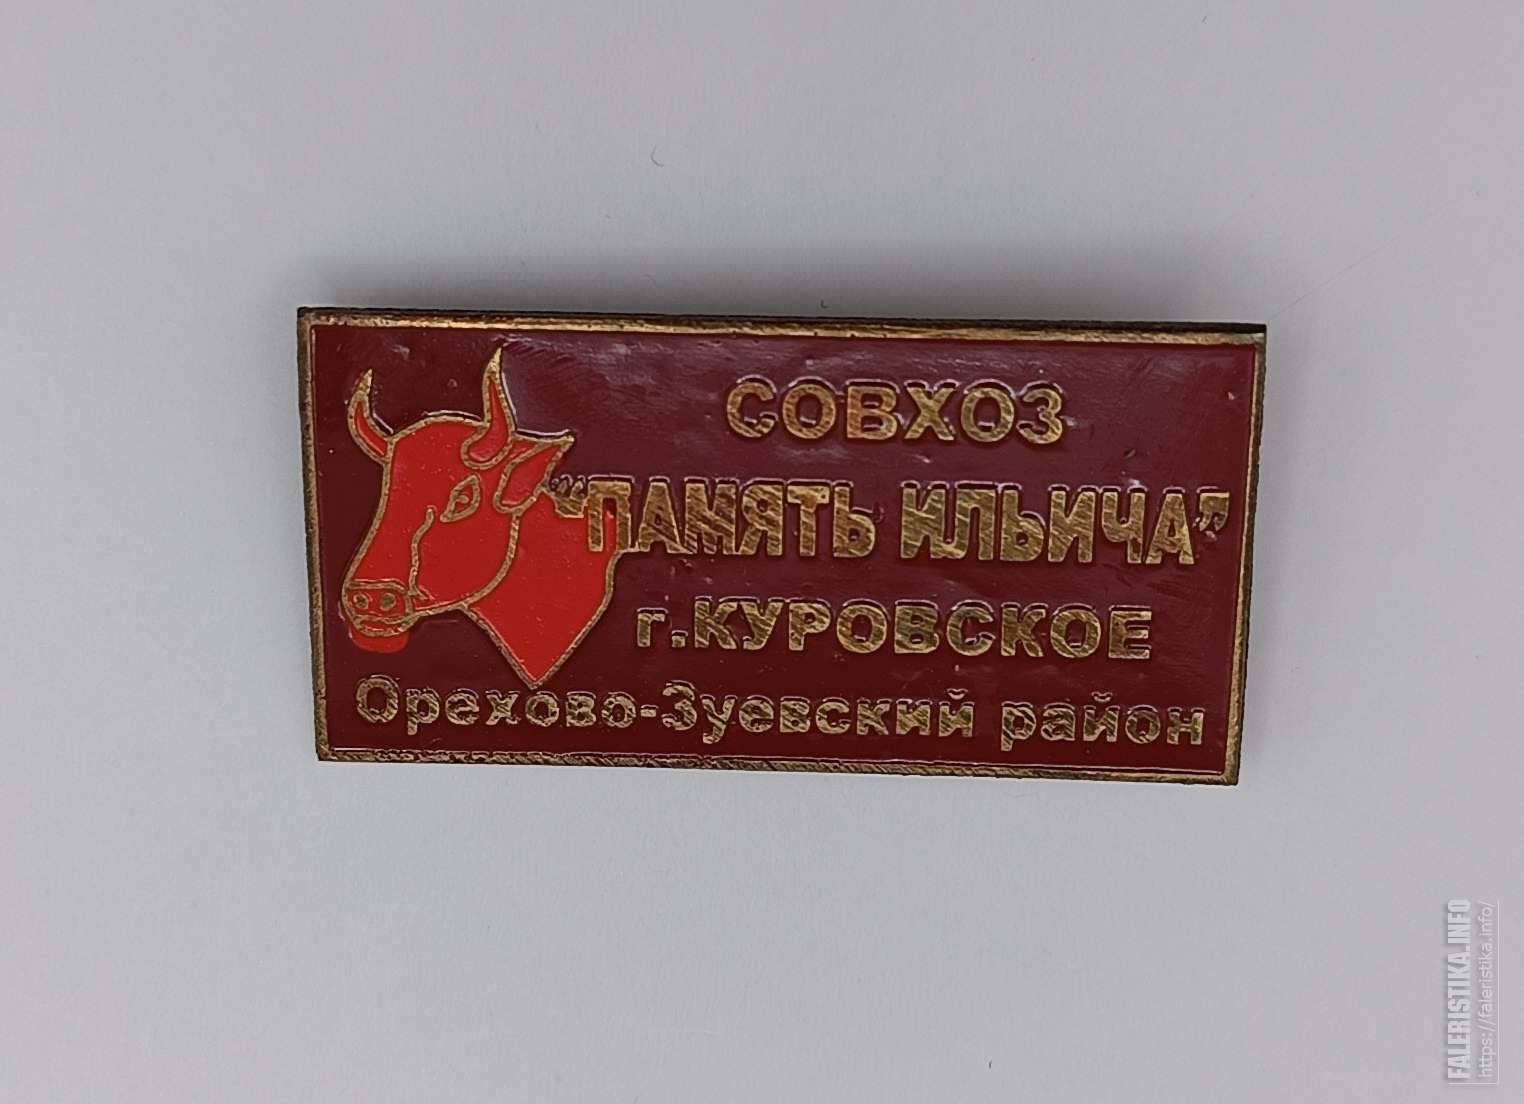 СОВХОЗ
"ПАМЯТЬ ИЛЬИЧА"
г.КУРОВСКОЕ
Орехово-Зуевский район
FALERISTIKA.INFO
https://faleristika.info/